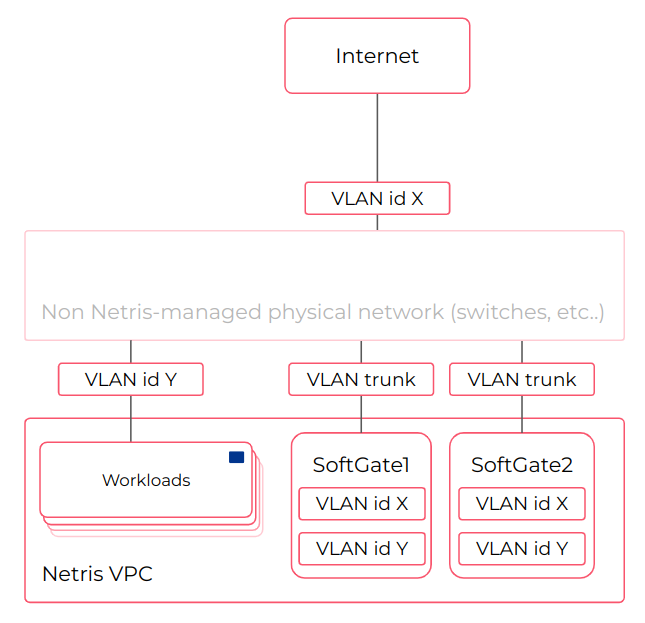 Internet
VLAN id X
Non Netris-managed physical network (switches, etc..)
VLAN id Y
VLAN trunk
VLAN trunk
Workloads
SoftGate1
VLAN id X
VLAN id Y
SoftGate2
VLAN id X
VLAN id Y
Netris VPC